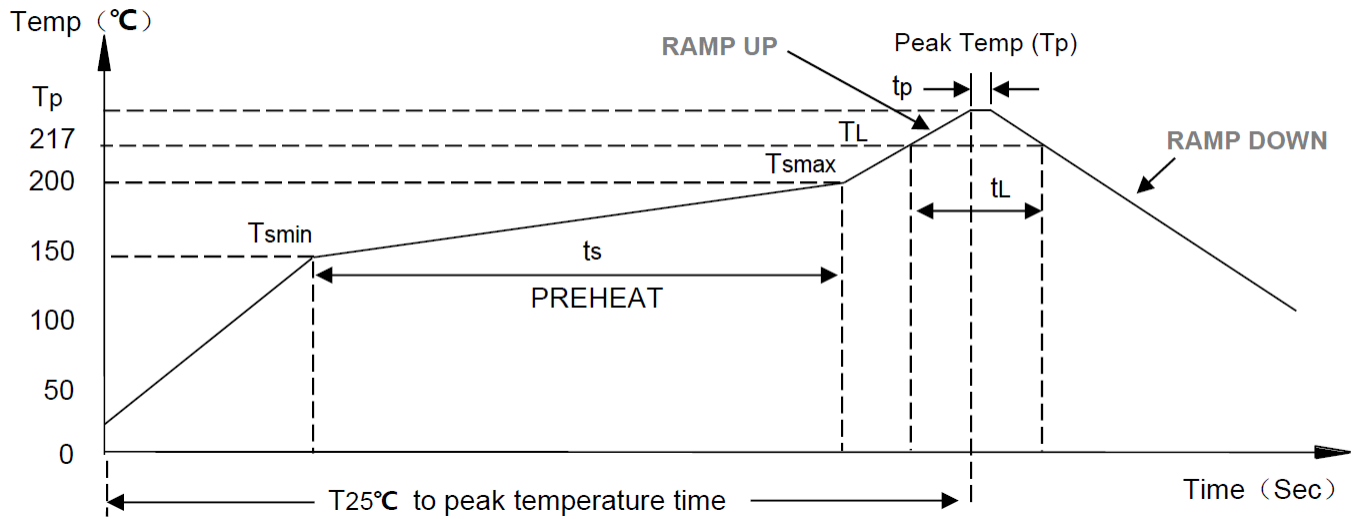 Temp（℃）
RAMP UP
Peak Temp (Tp)
tp
Tp
217
TL
RAMP DOWN
Tsmax
200
tL
Tsmin
150
ts
PREHEAT
100
50
0
T25℃ to peak temperature time
Time（Sec）